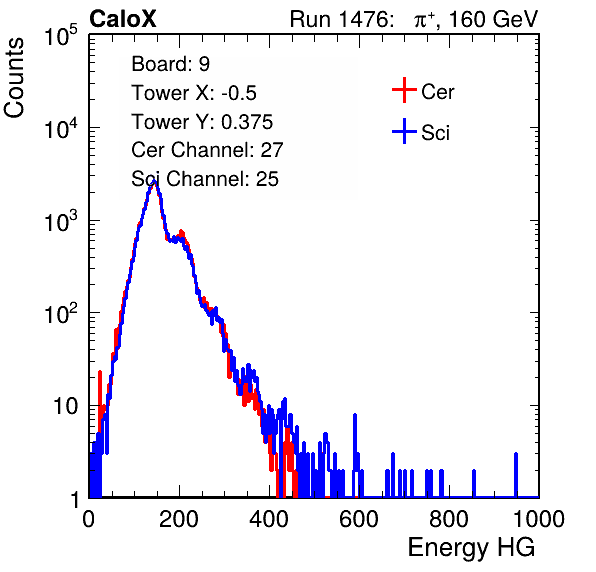 CaloX Run 1476: π⁺, 160 GeV
Counts
Board: 9
Tower X: -0.5
Tower Y: 0.375
Cer Channel: 27
Sci Channel: 25
Cer
Sci
10⁵
10⁴
10³
10²
10
1
0 200 400 600 800 1000
Energy HG